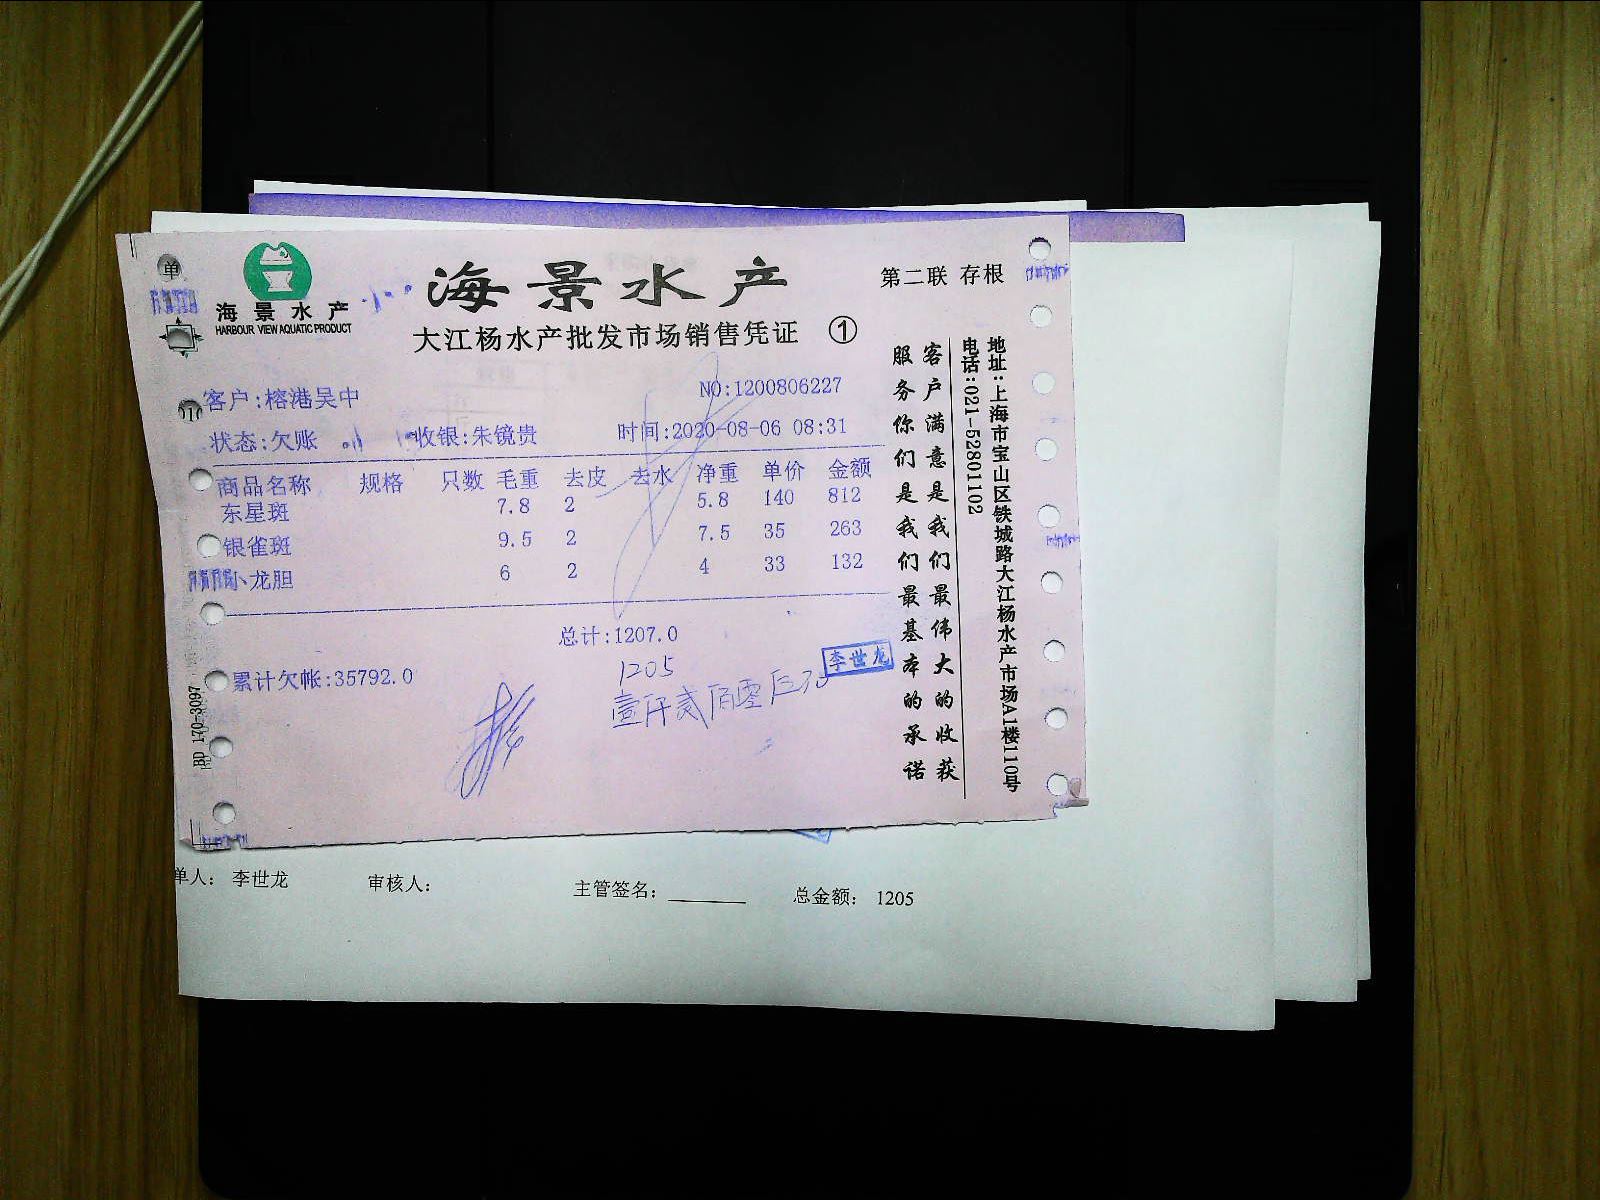 单
海景水产
HARBOUR VIEW AQUATIC PRODUCT
海景水产
第二联 存根
大江杨水产批发市场销售凭证 ①
客户:榕港吴中
NO:1200806227
状态:欠账 收银:朱镜贵 时间:2020-08-06 08:31
商品名称 规格 只数 毛重 去皮 去水 净重 单价 金额
东星斑 7.8 2 5.8 140 812
银雀斑 9.5 2 7.5 35 263
小龙胆 6 2 4 33 132
总计:1207.0
1205
累计欠帐:35792.0
壹仟贰佰零
李世龙
客户满意是我们最伟大的收获
服务你们是我们最基本的承诺
地址:上海市宝山区铁城路大江杨水产市场A1楼110号
电话:021-52801102
BD 170-3097
单人: 李世龙 审核人: 主管签名: 总金额: 1205